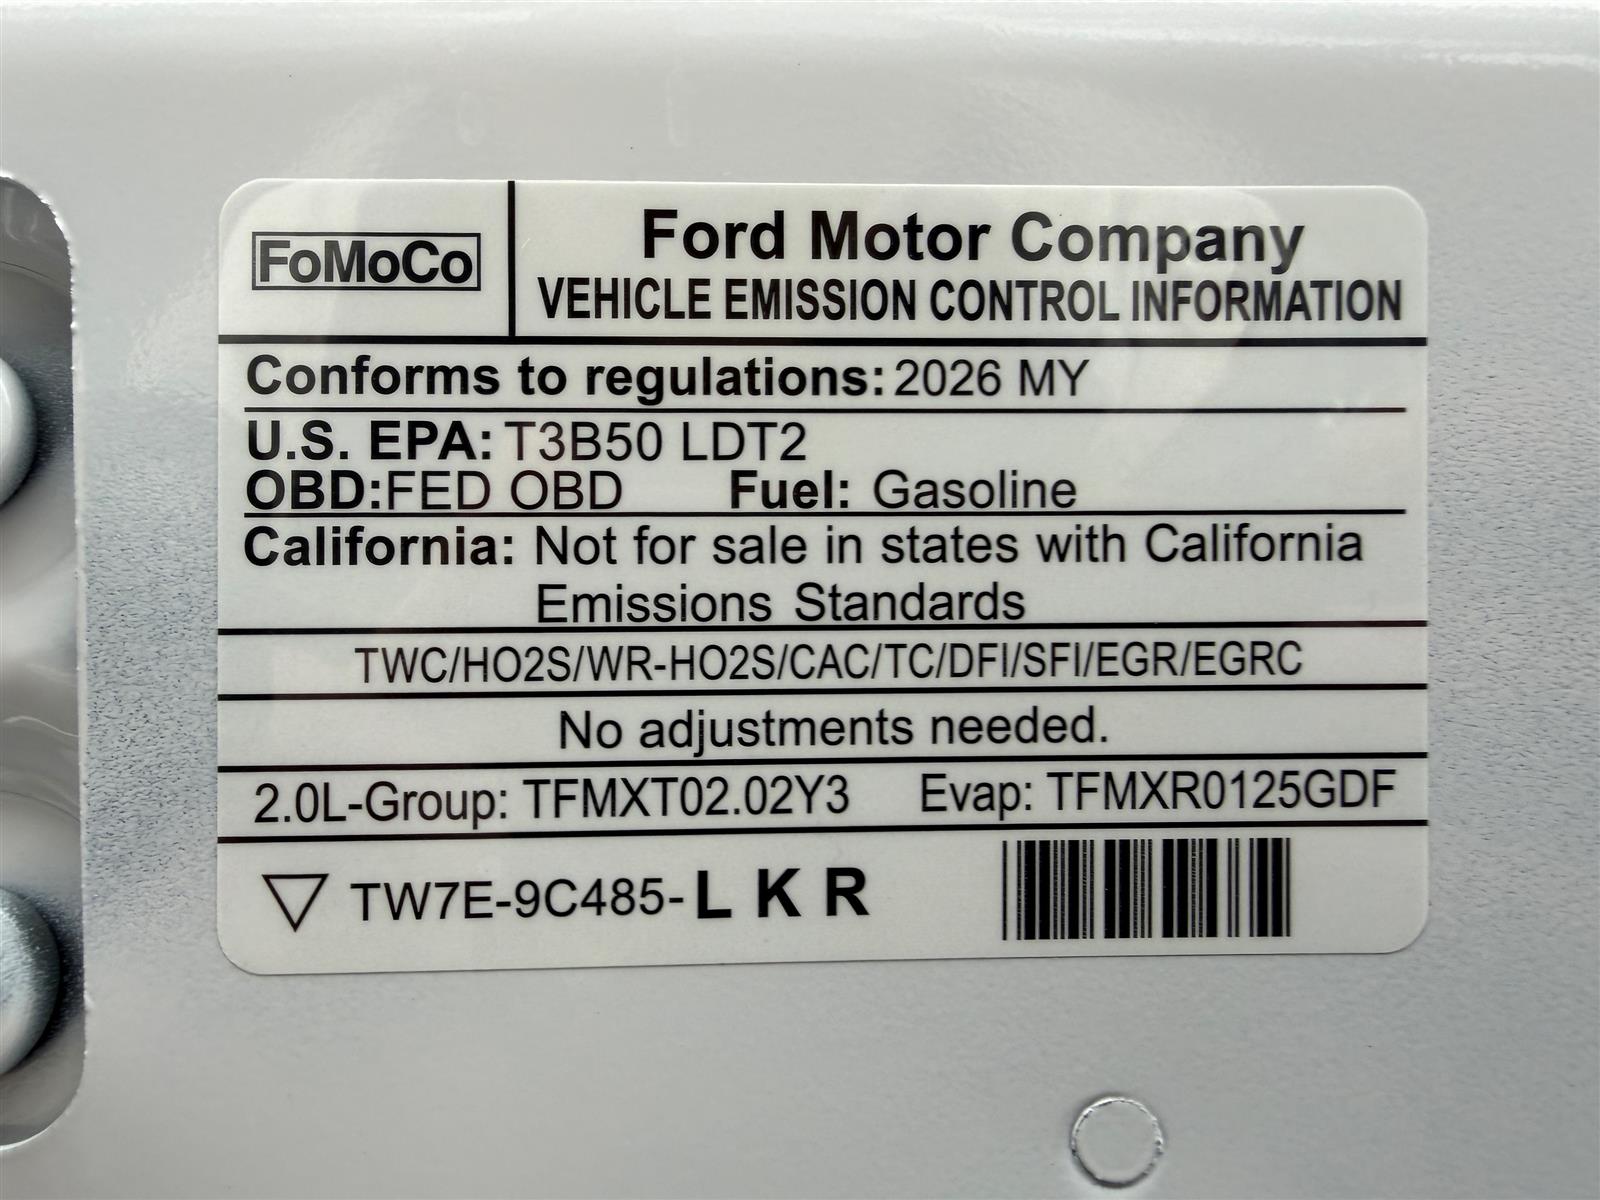 FoMoCo
Ford Motor Company
VEHICLE EMISSION CONTROL INFORMATION
Conforms to regulations: 2026 MY
U.S. EPA: T3B50 LDT2
OBD:FED OBD Fuel: Gasoline
California: Not for sale in states with California
Emissions Standards
TWC/HO2S/WR-HO2S/CAC/TC/DFI/SFI/EGR/EGRC
No adjustments needed.
2.0L-Group: TFMXT02.02Y3 Evap: TFMXR0125GDF
TW7E-9C485-L K R